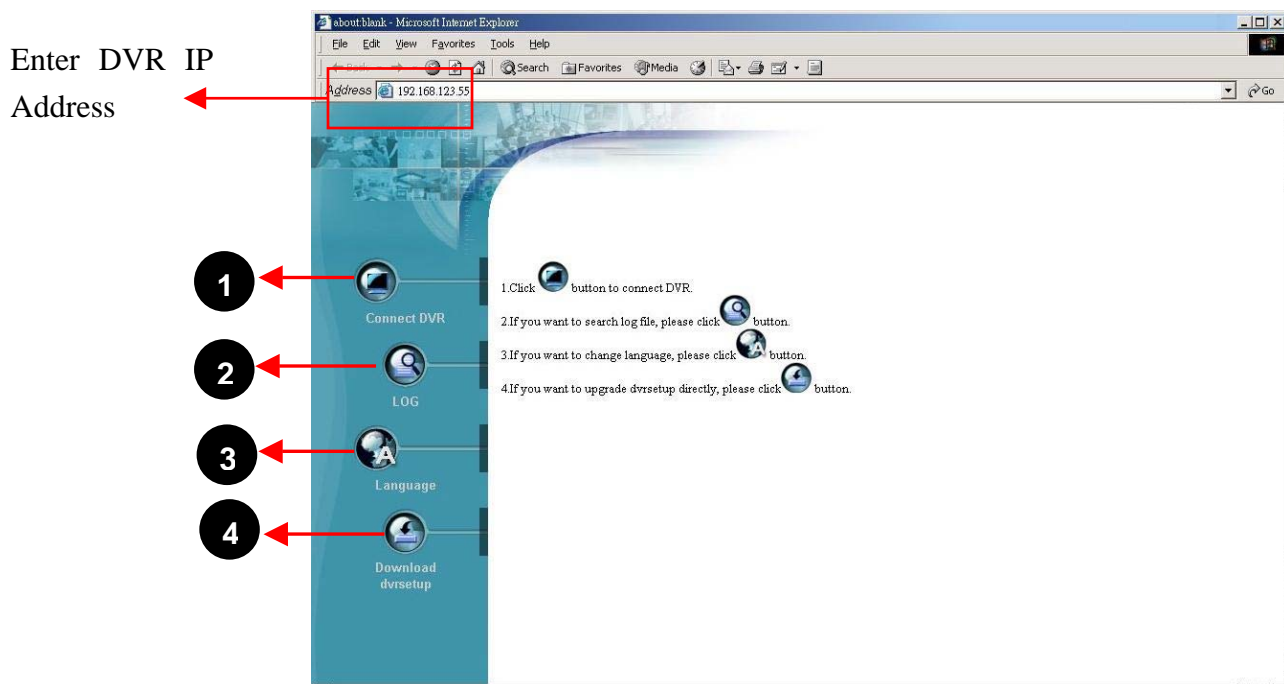 about:blank - Microsoft Internet Explorer
File Edit View Favorites Tools Help
Enter DVR IP
Address
Back Search Favorites Media
Address 192.168.123.55 Go
1
Connect DVR
2
LOG
3
Language
4
Download
dvrsetup
1.Click button to connect DVR.
2.If you want to search log file, please click button.
3.If you want to change language, please click button.
4.If you want to upgrade dvrsetup directly, please click button.